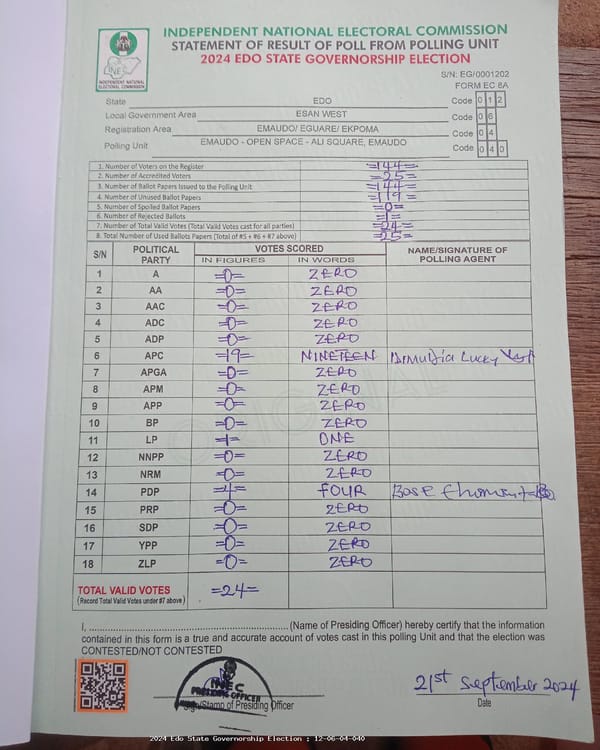 INDEPENDENT NATIONAL ELECTORAL COMMISSION
STATEMENT OF RESULT OF POLL FROM POLLING UNIT
2024 EDO STATE GOVERNORSHIP ELECTION
INEC
INDEPENDENT NATIONAL
ELECTORAL COMMISSION
S/N: EG/0001202
FORM EC 8A
State EDO Code 0 1 2
Local Government Area ESAN WEST Code 0 6
Registration Area EMAUDO/ EGUARE/ EKPOMA Code 0 4
Polling Unit EMAUDO - OPEN SPACE - ALI SQUARE, EMAUDO Code 0 4 0
1. Number of Voters on the Register =144=
2. Number of Accredited Voters =25=
3. Number of Ballot Papers Issued to the Polling Unit =144=
4. Number of Unused Ballot Papers =119=
5. Number of Spoiled Ballot Papers =0=
6. Number of Rejected Ballots =1=
7. Number of Total Valid Votes (Total Valid Votes cast for all parties) =24=
8. Total Number of Used Ballots Papers (Total of #5 + #6 + #7 above) =25=
S/N POLITICAL PARTY VOTES SCORED NAME/SIGNATURE OF POLLING AGENT
IN FIGURES IN WORDS
1 A =0= ZERO
2 AA =0= ZERO
3 AAC =0= ZERO
4 ADC =0= ZERO
5 ADP =0= ZERO
6 APC =19= NINETEEN Lucky
7 APGA =0= ZERO
8 APM =0= ZERO
9 APP =0= ZERO
10 BP =0= ZERO
11 LP =1= ONE
12 NNPP =0= ZERO
13 NRM =0= ZERO
14 PDP =4= FOUR
15 PRP =0= ZERO
16 SDP =0= ZERO
17 YPP =0= ZERO
18 ZLP =0= ZERO
TOTAL VALID VOTES =24=
(Record Total Valid Votes under #7 above)
ORIGINAL
I, ........................................................ (Name of Presiding Officer) hereby certify that the information
contained in this form is a true and accurate account of votes cast in this polling Unit and that the election was
CONTESTED/NOT CONTESTED
INEC
PRESIDING OFFICER
Sign/Stamp of Presiding Officer
21st September 2024
Date
2024 Edo State Governorship Election : 12-06-04-040